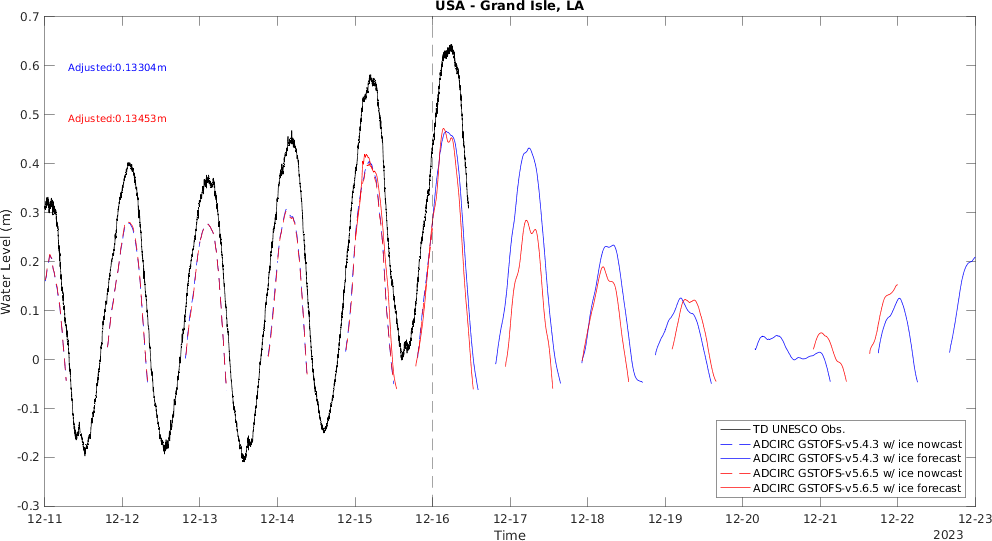 USA - Grand Isle, LA
0.7
0.6
0.5
0.4
0.3
0.2
0.1
0
-0.1
-0.2
-0.3
Water Level (m)
Adjusted:0.13304m
Adjusted:0.13453m
TD UNESCO Obs.
ADCIRC GSTOFS-v5.4.3 w/ ice nowcast
ADCIRC GSTOFS-v5.4.3 w/ ice forecast
ADCIRC GSTOFS-v5.6.5 w/ ice nowcast
ADCIRC GSTOFS-v5.6.5 w/ ice forecast
12-11 12-12 12-13 12-14 12-15 12-16 12-17 12-18 12-19 12-20 12-21 12-22 12-23
Time
2023